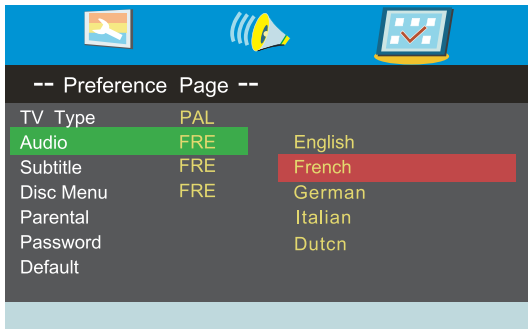 -- Preference Page --
TV Type PAL
Audio FRE English
Subtitle FRE French
Disc Menu FRE German
Parental Italian
Password Dutcn
Default